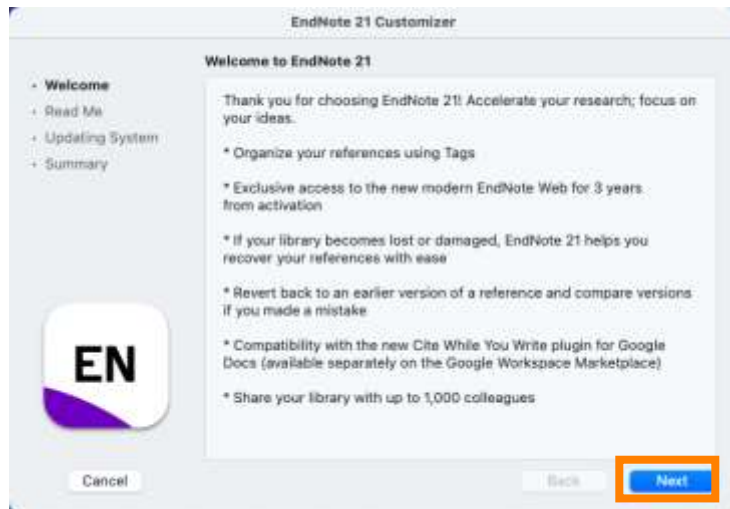 EndNote 21 Customizer
Welcome to EndNote 21
• Welcome
• Read Me
• Updating System
• Summary
Thank you for choosing EndNote 21! Accelerate your research; focus on
your ideas.
* Organize your references using Tags
* Exclusive access to the new modern EndNote Web for 3 years
from activation
* If your library becomes lost or damaged, EndNote 21 helps you
recover your references with ease
* Revert back to an earlier version of a reference and compare versions
if you made a mistake
* Compatibility with the new Cite While You Write plugin for Google
Docs (available separately on the Google Workspace Marketplace)
* Share your library with up to 1,000 colleagues
EN
Cancel
Back
Next